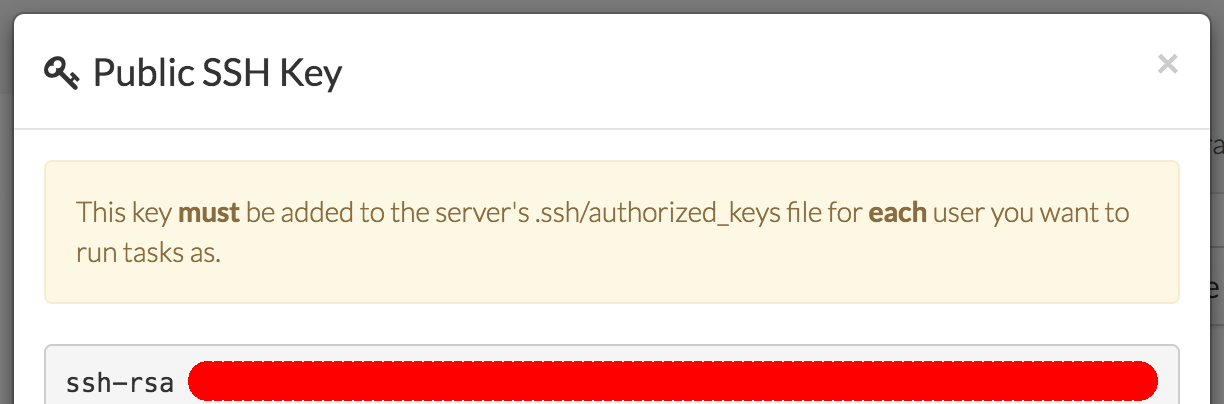 Public SSH Key
×
This key must be added to the server's .ssh/authorized_keys file for each user you want to
run tasks as.
ssh-rsa